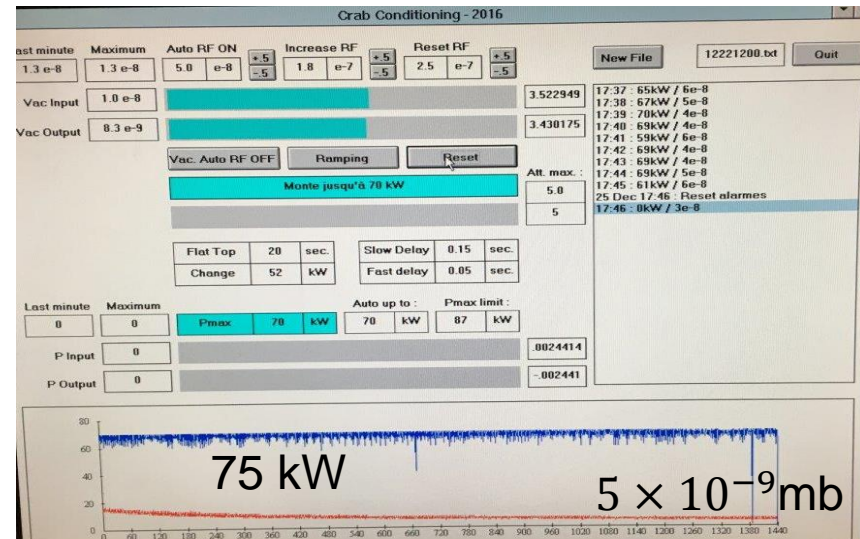 Crab Conditioning - 2016
ast minute Maximum Auto RF ON Increase RF Reset RF
1.3 e-8 1.3 e-8 5.0 e-8 +.5 -.5 1.8 e-7 +.5 -.5 2.5 e-7 +.5 -.5
New File 12221200.txt Quit
Vac Input 1.0 e-8 3.522949
Vac Output 8.3 e-9 3.430175
Vac. Auto RF OFF Ramping Reset
Att. max. :
Monte jusqu'à 70 kW 5.0
5
17:37 : 65kW / 6e-8
17:38 : 67kW / 5e-8
17:39 : 70kW / 4e-8
17:40 : 69kW / 4e-8
17:41 : 59kW / 6e-8
17:42 : 69kW / 4e-8
17:43 : 69kW / 4e-8
17:44 : 69kW / 5e-8
17:45 : 61kW / 6e-8
25 Dec 17:46 : Reset alarmes
17:46 : 0kW / 3e-8
Flat Top 20 sec. Slow Delay 0.15 sec.
Change 52 kW Fast delay 0.05 sec.
Last minute Maximum Auto up to : Pmax limit :
0 0 Pmax 70 kW 70 kW 87 kW
P Input 0 .0024414
P Output 0 -.002441
80
60
40
20
0
75 kW
5 × 10⁻⁹mb
0 60 120 180 240 300 360 420 480 540 600 660 720 780 840 900 960 1020 1080 1140 1200 1260 1320 1380 1440